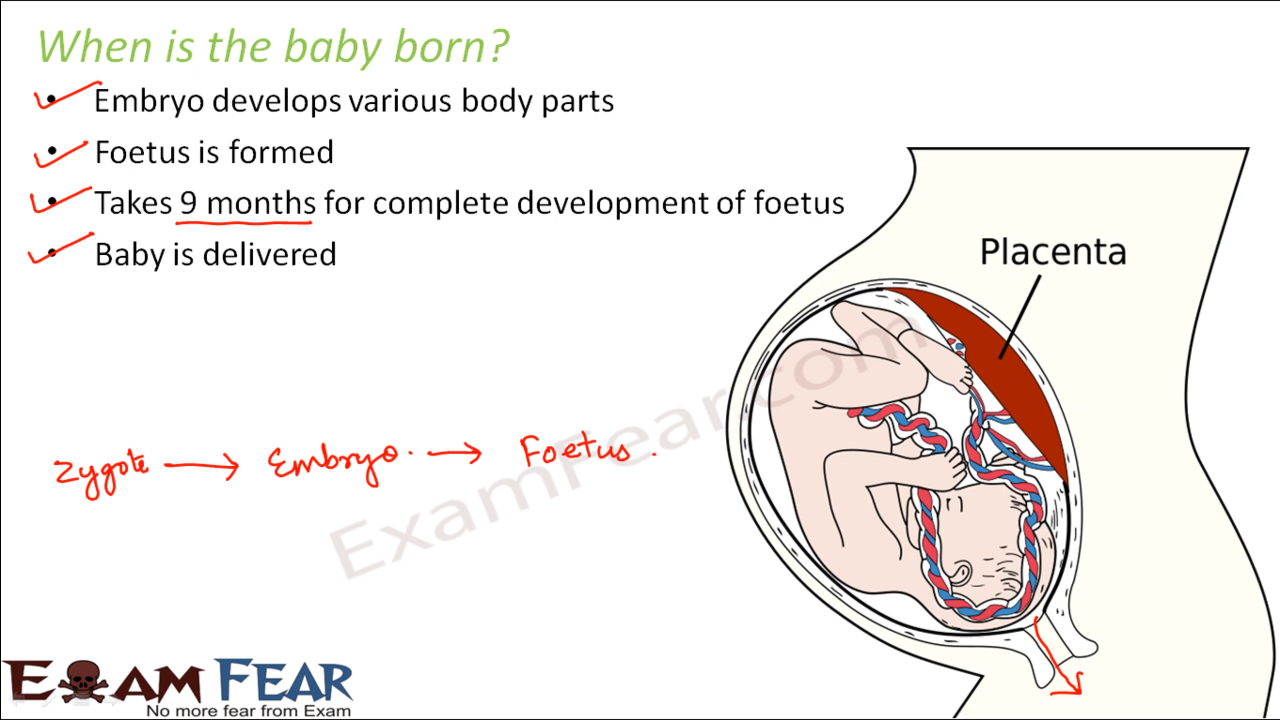 When is the baby born?
• Embryo develops various body parts
• Foetus is formed
• Takes 9 months for complete development of foetus
• Baby is delivered
Placenta
Zygote → Embryo. → Foetus.
ExamFear.com
EXAM FEAR
No more fear from Exam